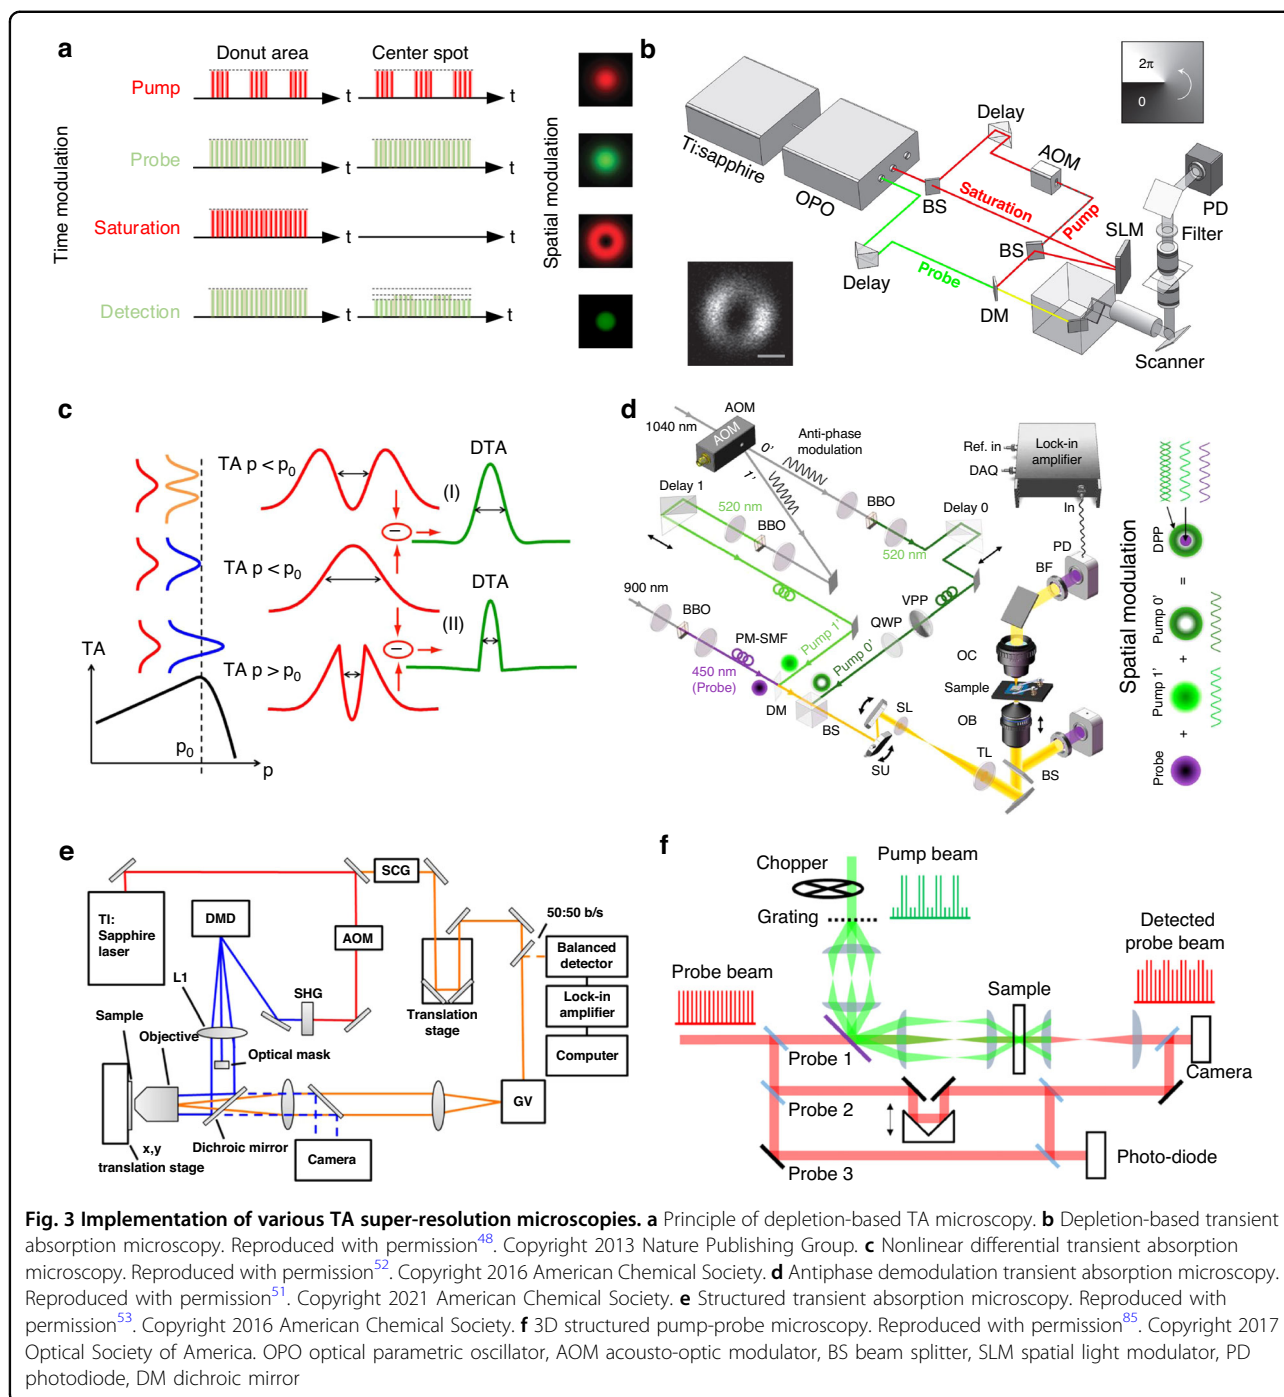 a
Donut area
Center spot
Time modulation
Pump
t
t
Probe
t
t
Saturation
t
t
Detection
t
t
Spatial modulation
b
Ti:sapphire
OPO
BS
Delay
AOM
Saturation
Pump
BS
SLM
Delay
Probe
DM
Scanner
Filter
PD
2π
0
c
TA p < p0
TA p < p0
TA p > p0
(I)
(II)
DTA
DTA
TA
p0
p
d
1040 nm
AOM
AOM
0'
1'
Anti-phase
modulation
Delay 1
520 nm
BBO
BBO
520 nm
Delay 0
900 nm
BBO
PM-SMF
450 nm
(Probe)
Pump 1'
Pump 0'
VPP
QWP
DM
BS
SL
SU
TL
BS
OB
Sample
OC
BF
PD
In
Ref. in
DAQ
Lock-in
amplifier
Spatial modulation
DPP
=
Pump 0'
+
Pump 1'
+
Probe
e
TI:
Sapphire
laser
DMD
SCG
AOM
50:50 b/s
Balanced
detector
Lock-in
amplifier
Computer
L1
SHG
Translation
stage
Sample
Objective
Optical mask
GV
Dichroic mirror
x,y
translation stage
Camera
f
Chopper
Pump beam
Grating
Detected
probe beam
Probe beam
Sample
Probe 1
Camera
Probe 2
Probe 3
Photo-diode
Fig. 3 Implementation of various TA super-resolution microscopies. a Principle of depletion-based TA microscopy. b Depletion-based transient
absorption microscopy. Reproduced with permission48. Copyright 2013 Nature Publishing Group. c Nonlinear differential transient absorption
microscopy. Reproduced with permission52. Copyright 2016 American Chemical Society. d Antiphase demodulation transient absorption microscopy.
Reproduced with permission51. Copyright 2021 American Chemical Society. e Structured transient absorption microscopy. Reproduced with
permission53. Copyright 2016 American Chemical Society. f 3D structured pump-probe microscopy. Reproduced with permission85. Copyright 2017
Optical Society of America. OPO optical parametric oscillator, AOM acousto-optic modulator, BS beam splitter, SLM spatial light modulator, PD
photodiode, DM dichroic mirror